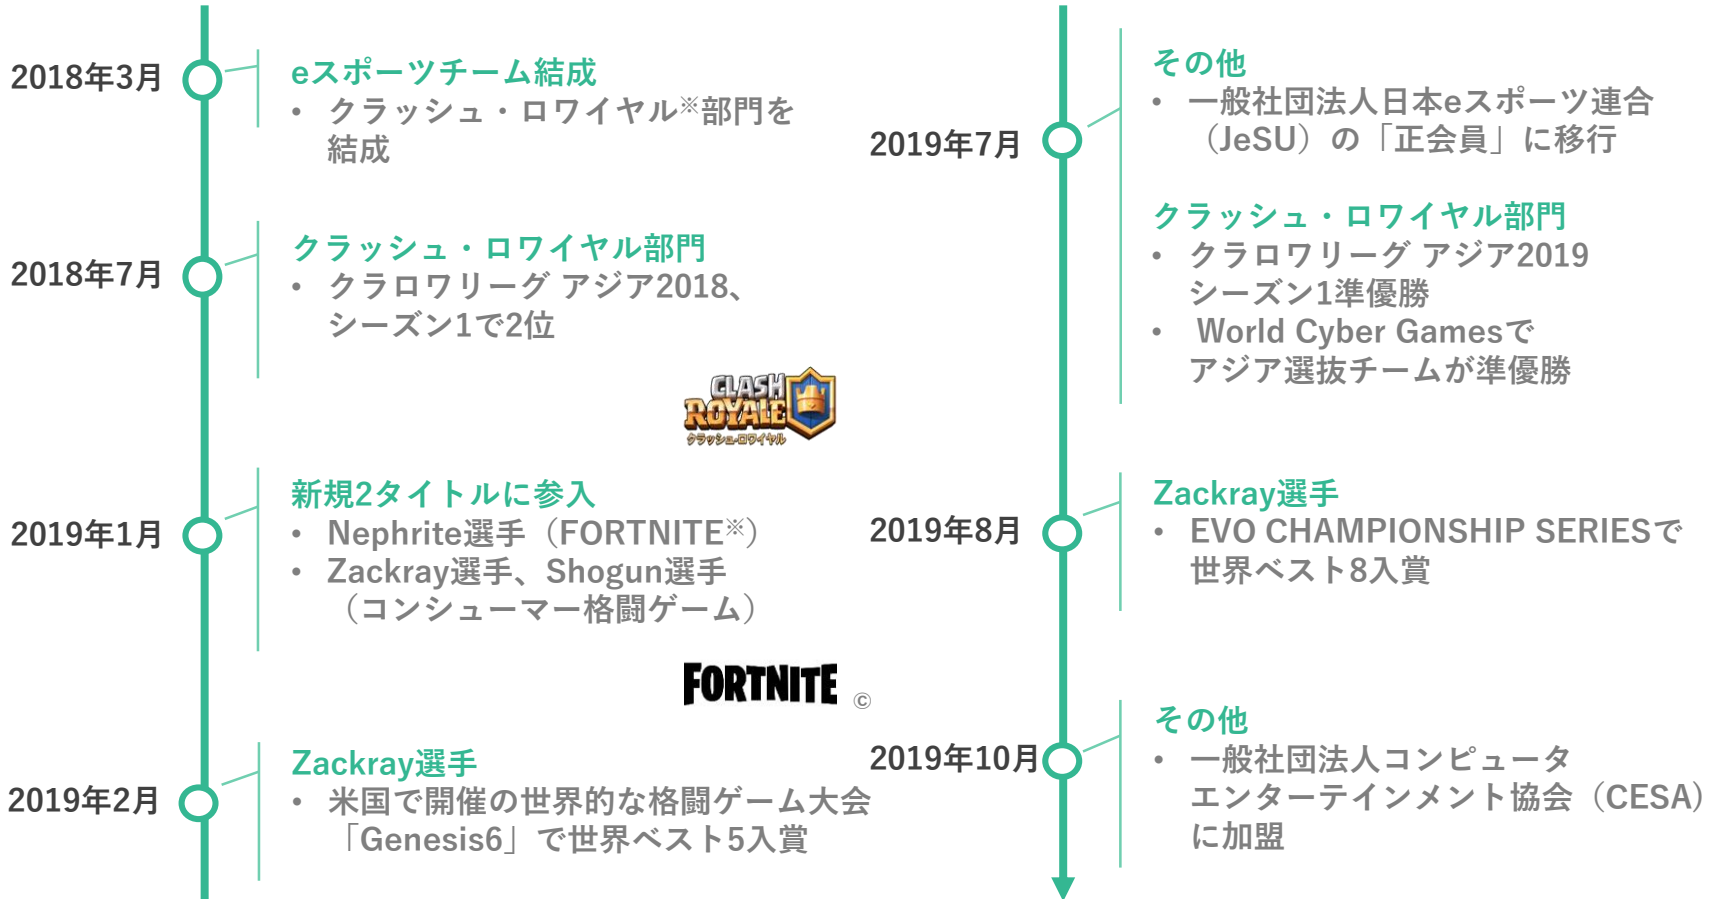 2018年3月
eスポーツチーム結成
• クラッシュ・ロワイヤル※部門を
結成
2018年7月
クラッシュ・ロワイヤル部門
• クラロワリーグ アジア2018、
シーズン1で2位
CLASH
ROYALE
クラッシュ・ロワイヤル
2019年1月
新規2タイトルに参入
• Nephrite選手（FORTNITE※）
• Zackray選手、Shogun選手
（コンシューマー格闘ゲーム）
FORTNITE ©
2019年2月
Zackray選手
• 米国で開催の世界的な格闘ゲーム大会
「Genesis6」で世界ベスト5入賞
2019年7月
その他
• 一般社団法人日本eスポーツ連合
（JeSU）の「正会員」に移行
クラッシュ・ロワイヤル部門
• クラロワリーグ アジア2019
シーズン1準優勝
• World Cyber Gamesで
アジア選抜チームが準優勝
2019年8月
Zackray選手
• EVO CHAMPIONSHIP SERIESで
世界ベスト8入賞
2019年10月
その他
• 一般社団法人コンピュータ
エンターテインメント協会（CESA）
に加盟